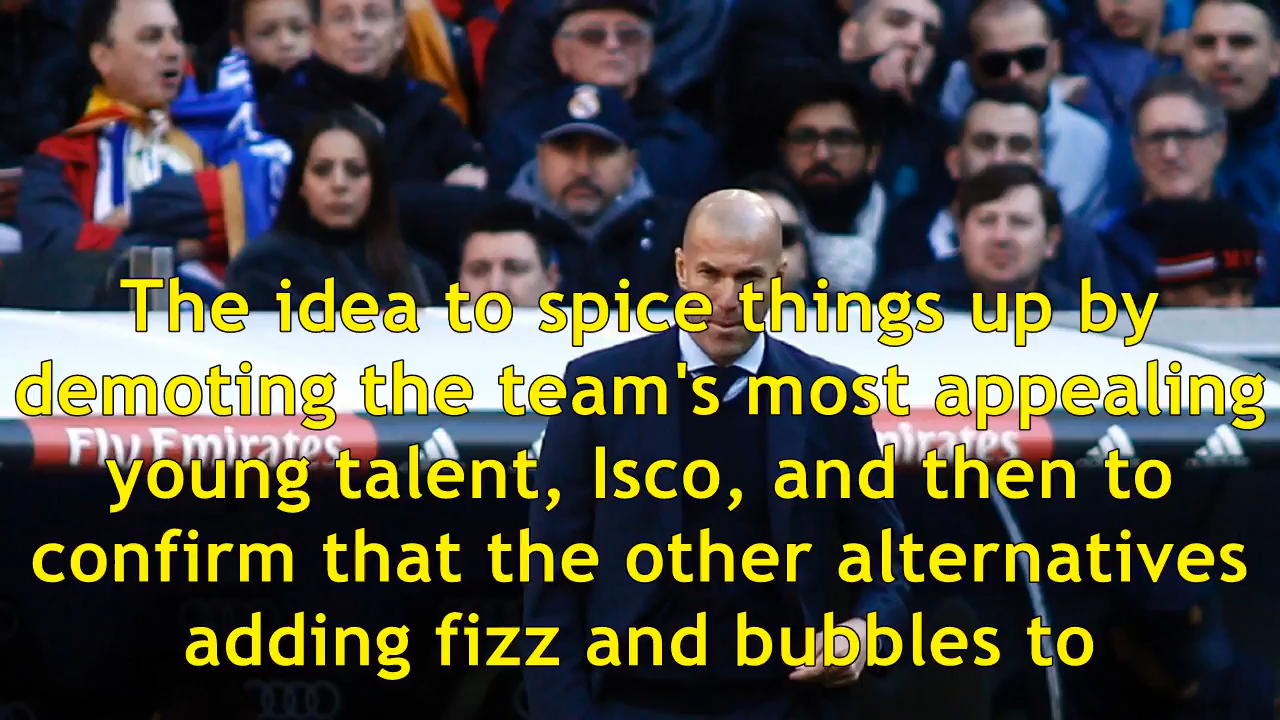 The idea to spice things up by
demoting the team's most appealing
Fly Emirates
young talent, Isco, and then to
confirm that the other alternatives
adding fizz and bubbles to